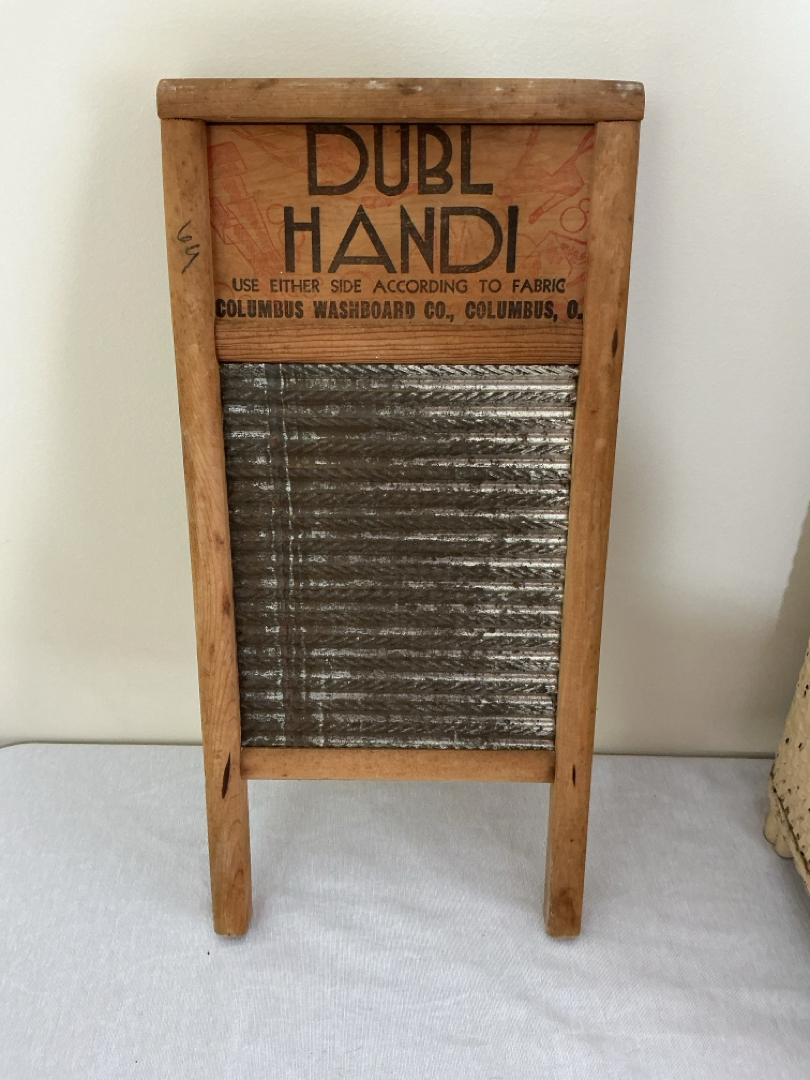 DUBL
HANDI
USE EITHER SIDE ACCORDING TO FABRIC
COLUMBUS WASHBOARD CO., COLUMBUS, O.